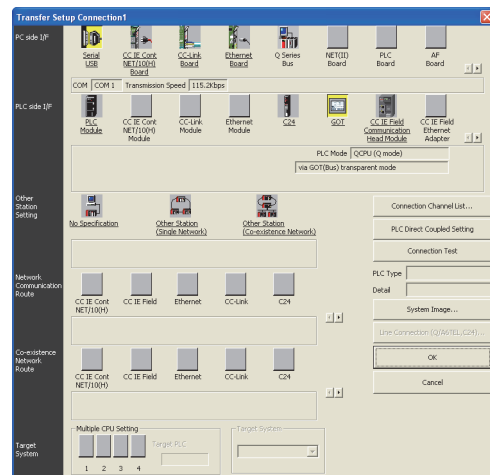 Transfer Setup Connection1
PC side I/F
Serial USB
CC IE Cont NET/10(H) Board
CC-Link Board
Ethernet Board
Q Series Bus
NET(II) Board
PLC Board
AF Board
COM COM 1 Transmission Speed 115.2Kbps
PLC side I/F
PLC Module
CC IE Cont NET/10(H) Module
CC-Link Module
Ethernet Module
C24
GOT
CC IE Field Communication Head Module
CC IE Field Ethernet Adapter
PLC Mode QCPU (Q mode)
via GOT(Bus) transparent mode
Other Station Setting
No Specification
Other Station (Single Network)
Other Station (Co-existence Network)
Connection Channel List...
PLC Direct Coupled Setting
Connection Test
PLC Type
Detail
System Image...
Line Connection (Q/A6TEL,C24)...
OK
Cancel
Network Communication Route
CC IE Cont NET/10(H)
CC IE Field
Ethernet
CC-Link
C24
Co-existence Network Route
CC IE Cont NET/10(H)
CC IE Field
Ethernet
CC-Link
C24
Target System
Multiple CPU Setting
1 2 3 4
Target PLC
Target System